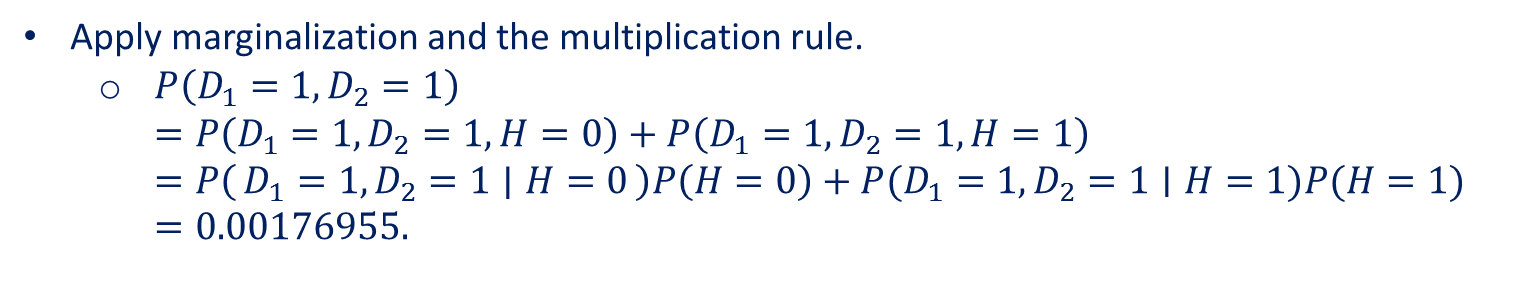 • Apply marginalization and the multiplication rule.
○ P(D₁ = 1, D₂ = 1)
= P(D₁ = 1, D₂ = 1, H = 0) + P(D₁ = 1, D₂ = 1, H = 1)
= P( D₁ = 1, D₂ = 1 | H = 0 )P(H = 0) + P(D₁ = 1, D₂ = 1 | H = 1)P(H = 1)
= 0.00176955.